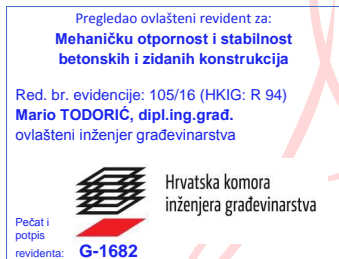 Pregledao ovlašteni revident za:
Mehaničku otpornost i stabilnost
betonskih i zidanih konstrukcija
Red. br. evidencije: 105/16 (HKIG: R 94)
Mario TODORIĆ, dipl.ing.građ.
ovlašteni inženjer građevinarstva
Hrvatska komora
inženjera građevinarstva
Pečat i
potpis
revidenta: G-1682